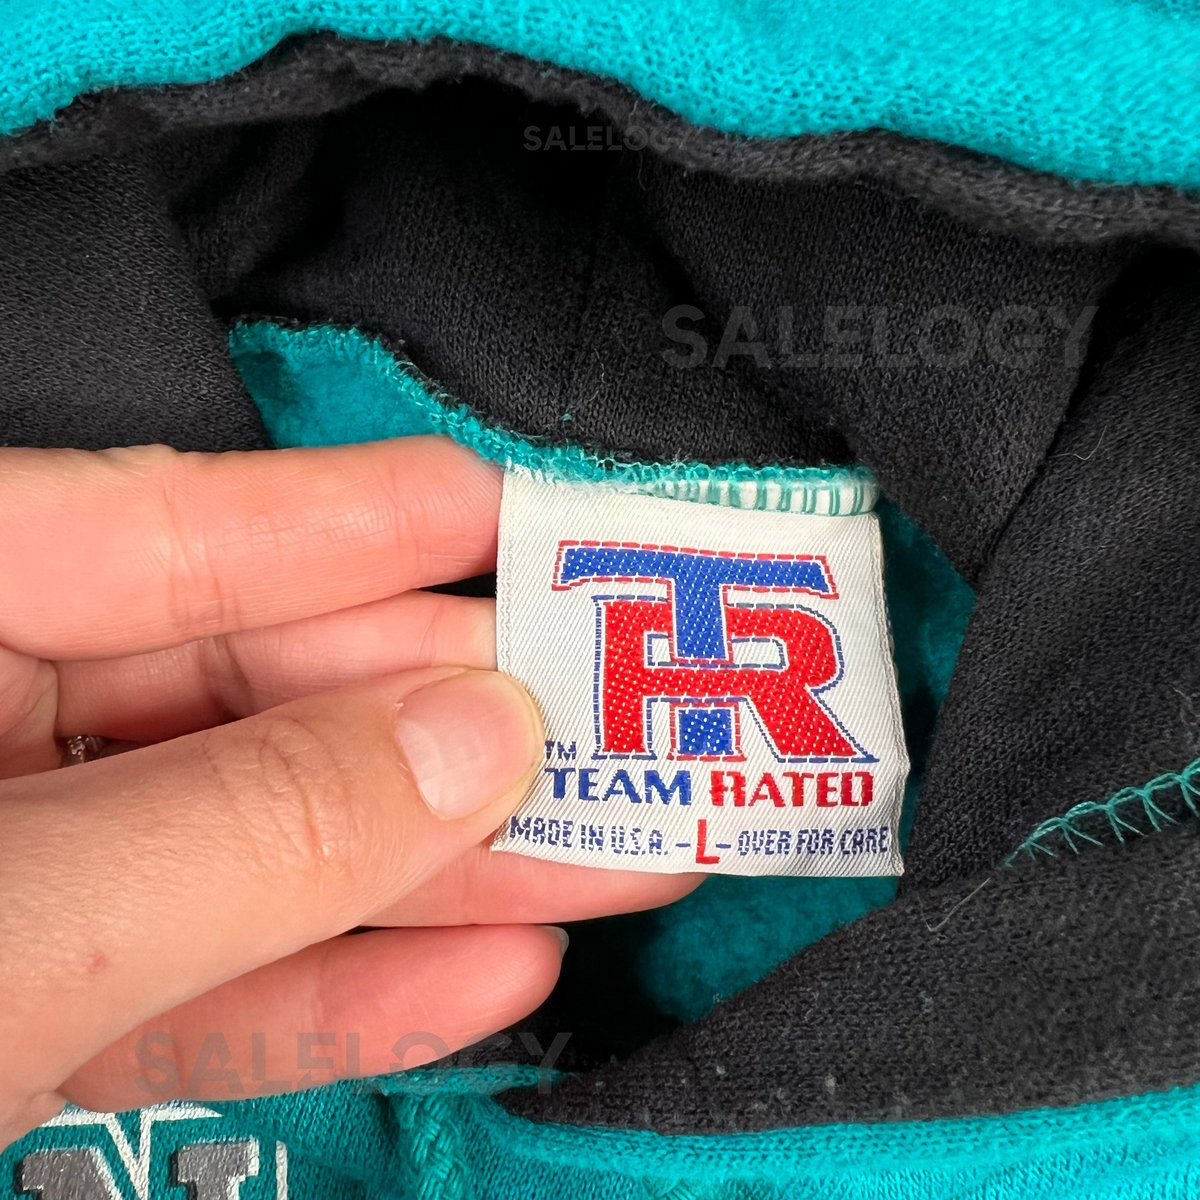 SALELOGY
SALELOGY
TR
TM
TEAM RATED
MADE IN U.S.A. - L - OVER FOR CARE
SALELOGY
N